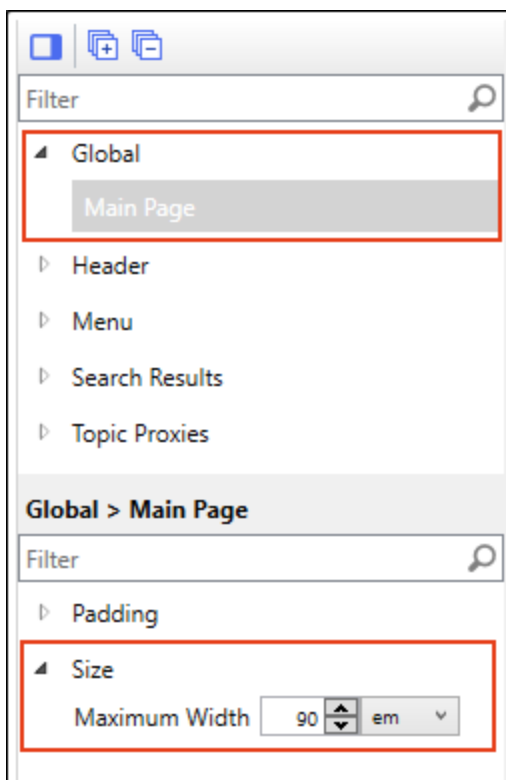 Filter
Global
Main Page
Header
Menu
Search Results
Topic Proxies
Global > Main Page
Filter
Padding
Size
Maximum Width 90 em